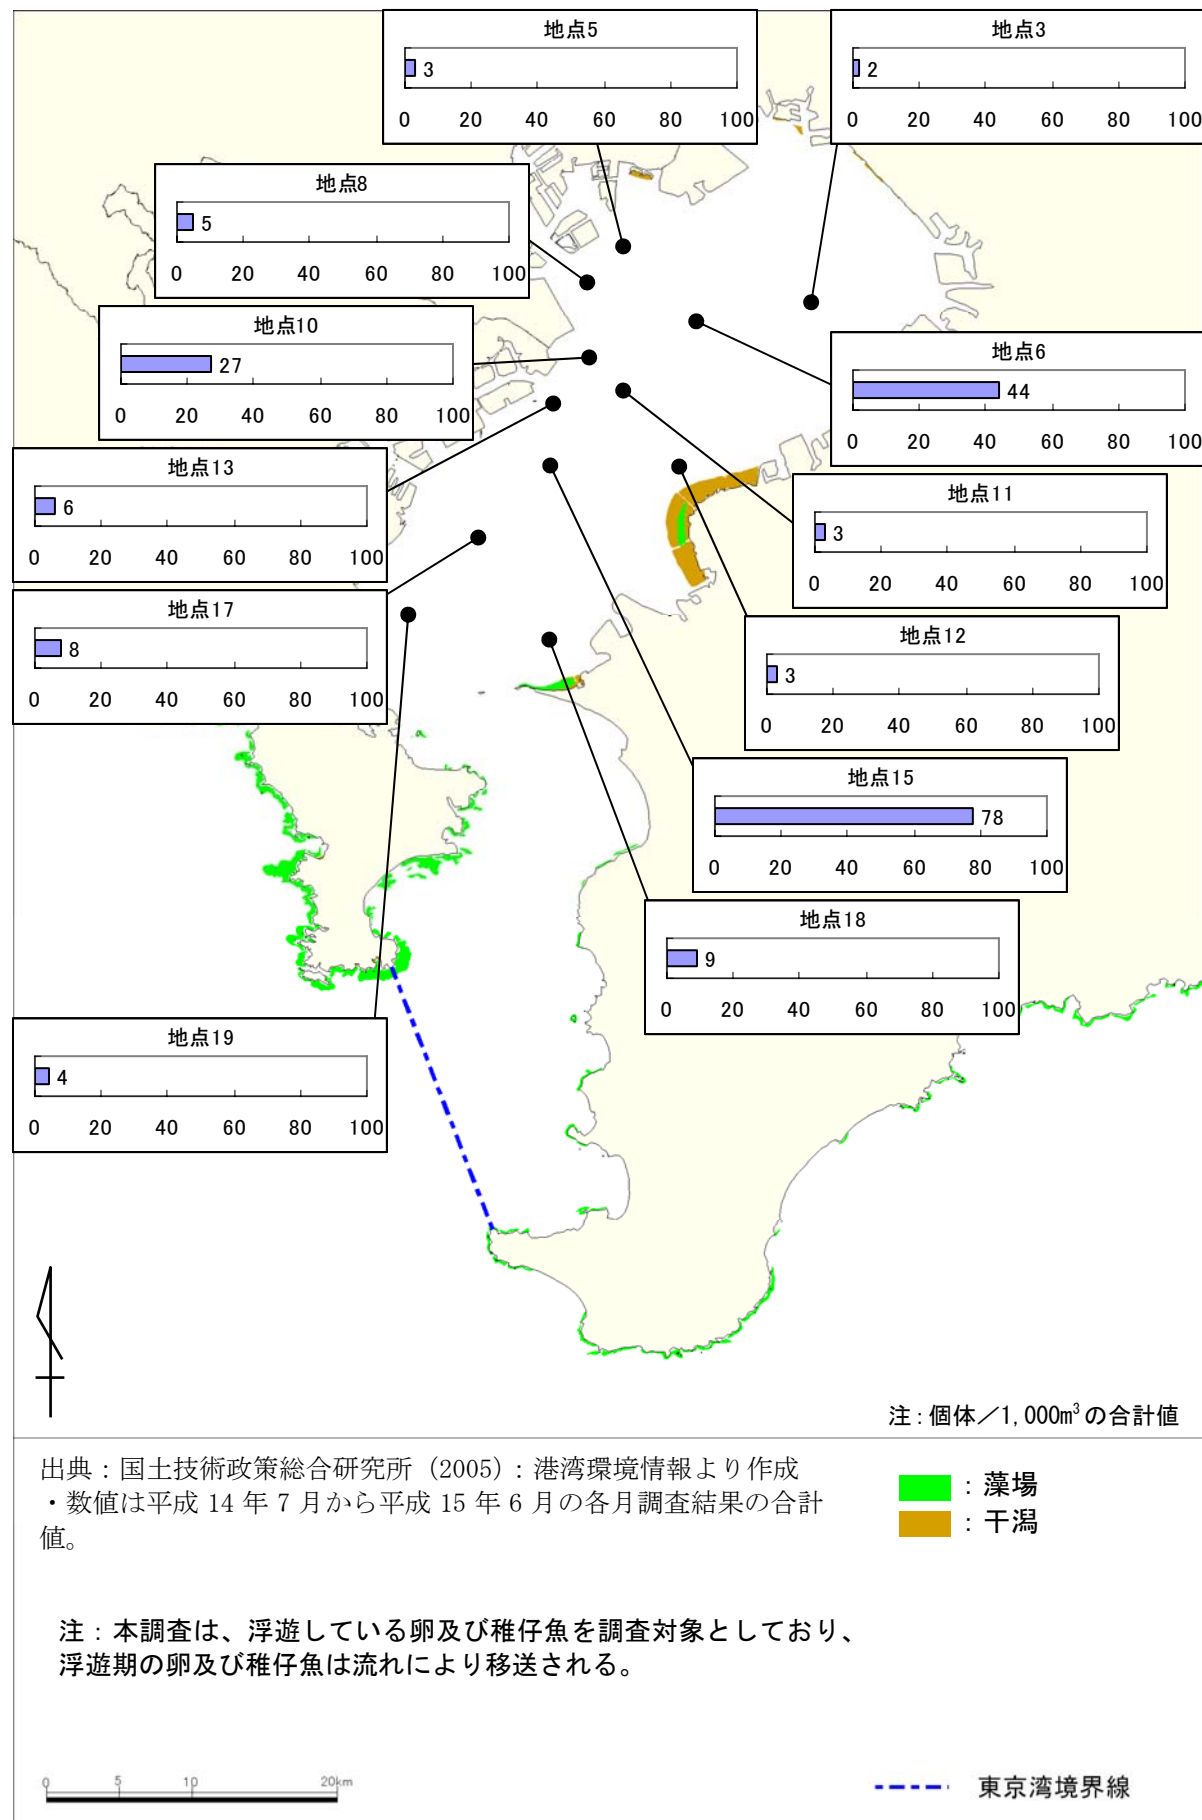 地点5
3
0 20 40 60 80 100
地点3
2
0 20 40 60 80 100
地点8
5
0 20 40 60 80 100
地点10
27
0 20 40 60 80 100
地点6
44
0 20 40 60 80 100
地点13
6
0 20 40 60 80 100
地点11
3
0 20 40 60 80 100
地点17
8
0 20 40 60 80 100
地点12
3
0 20 40 60 80 100
地点15
78
0 20 40 60 80 100
地点18
9
0 20 40 60 80 100
地点19
4
0 20 40 60 80 100
注:個体/1,000m³の合計値
出典:国土技術政策総合研究所(2005):港湾環境情報より作成
・数値は平成 14 年 7 月から平成 15 年 6 月の各月調査結果の合計
値。
:藻場
:干潟
注:本調査は、浮遊している卵及び稚仔魚を調査対象としており、
浮遊期の卵及び稚仔魚は流れにより移送される。
0 5 10 20km
東京湾境界線